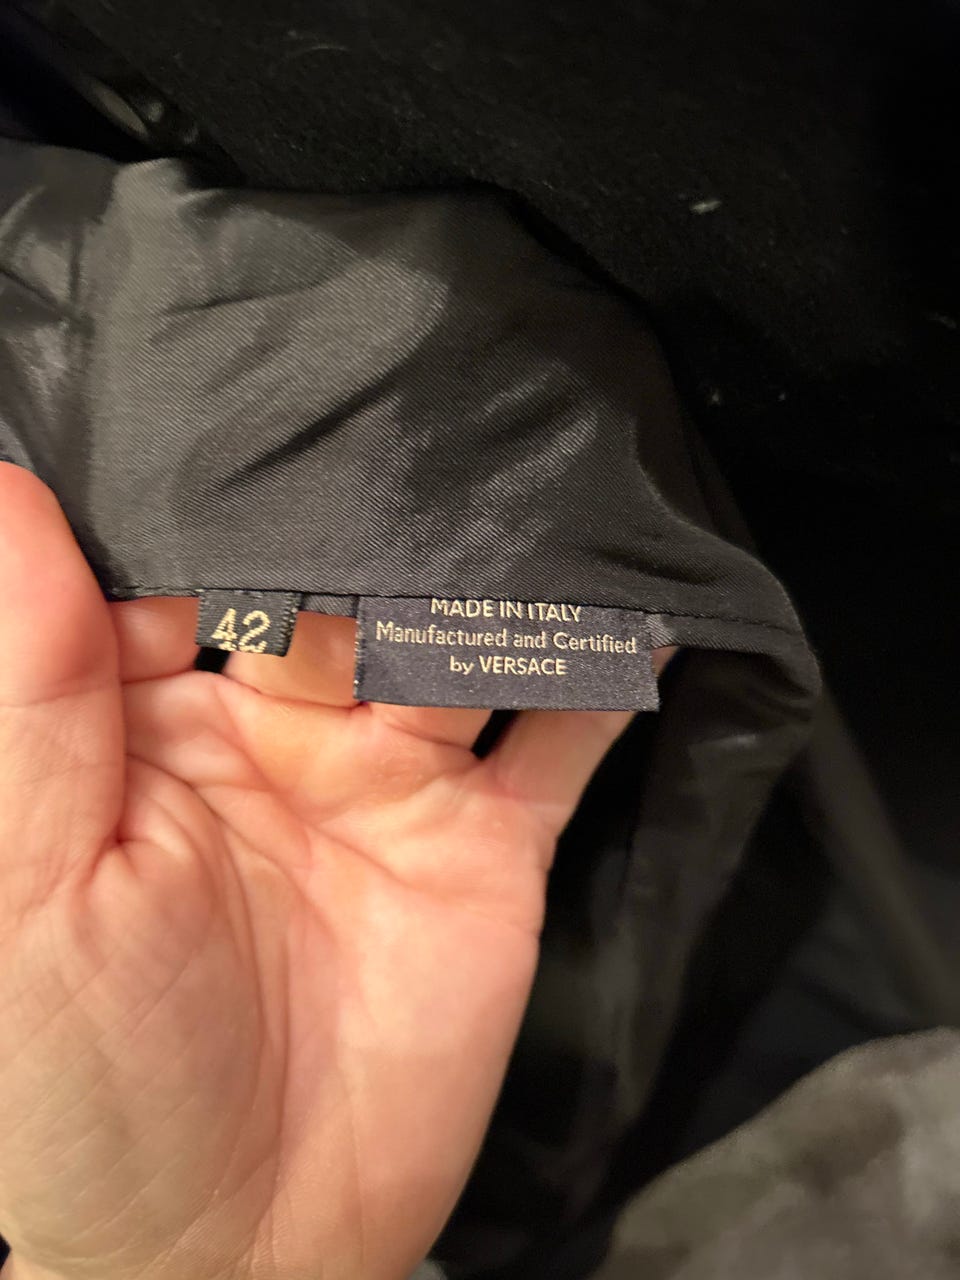 42
MADE IN ITALY
Manufactured and Certified
by VERSACE